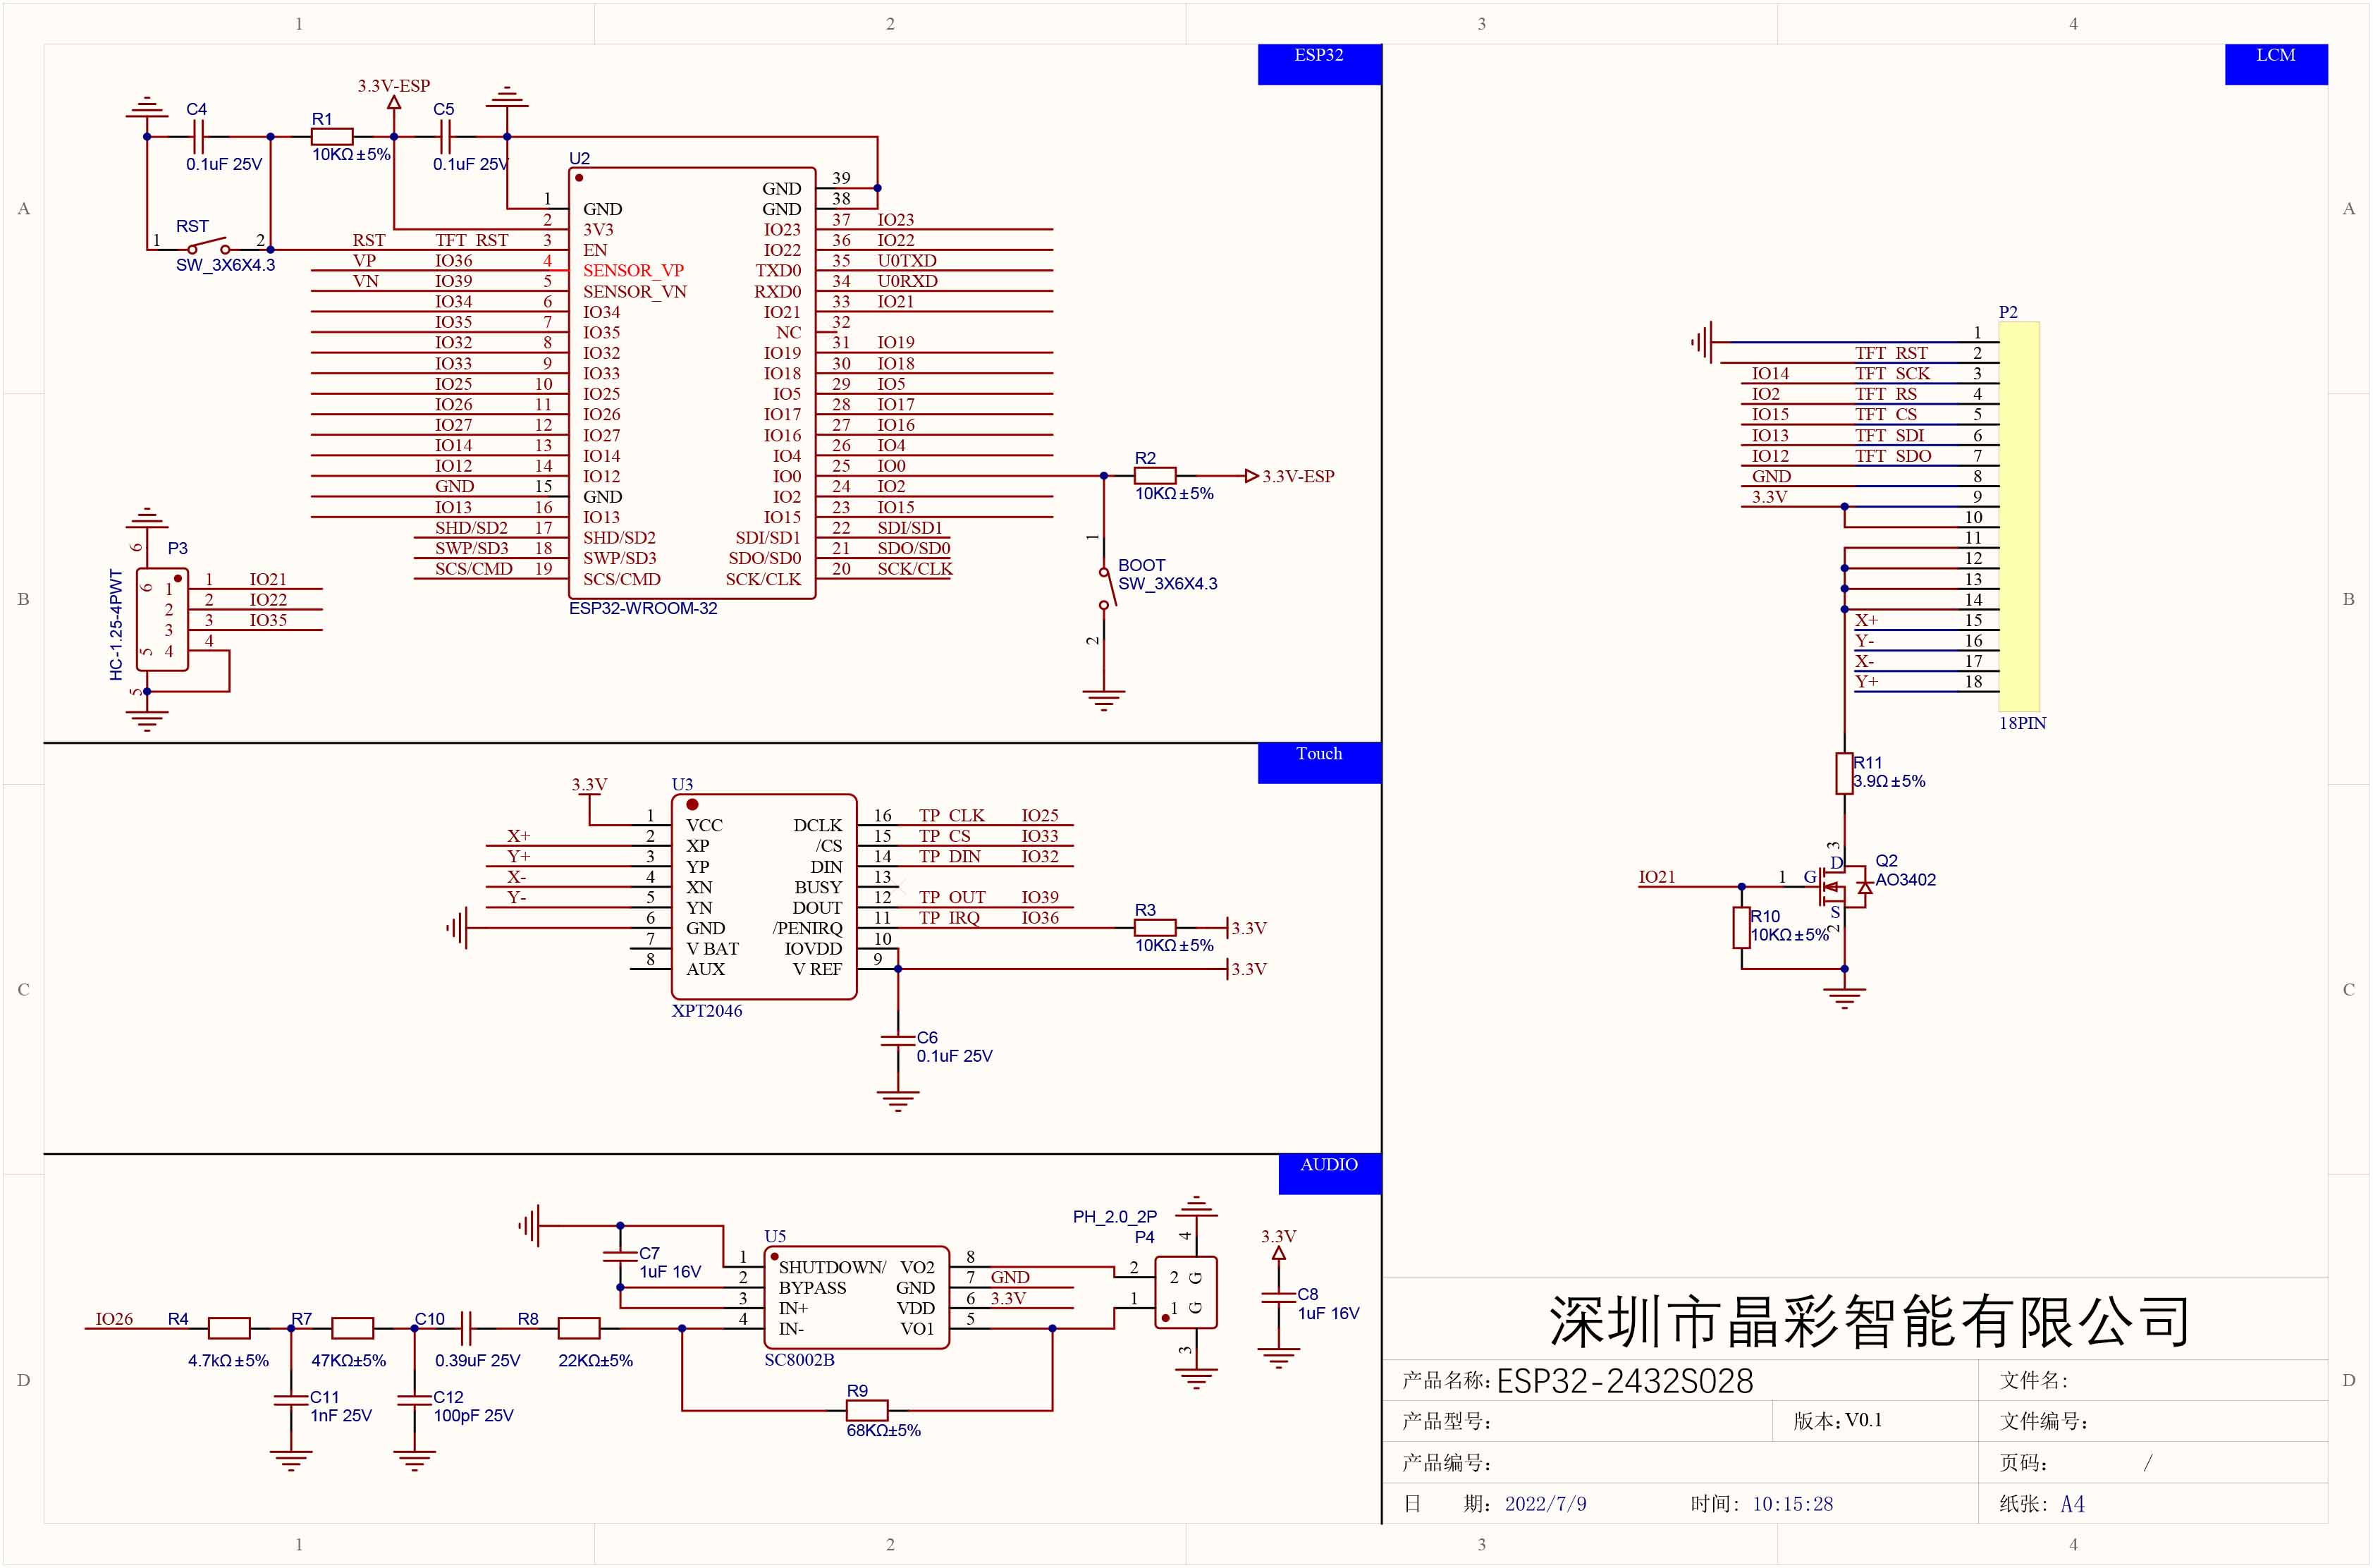 1 2 3 4
A B C D
ESP32
3.3V-ESP
C4
0.1uF 25V
R1
10KΩ±5%
C5
0.1uF 25V
RST
1 2
SW_3X6X4.3
U2
1 GND
2 3V3
RST TFT_RST 3 EN
VP IO36 4 SENSOR_VP
VN IO39 5 SENSOR_VN
IO34 6 IO34
IO35 7 IO35
IO32 8 IO32
IO33 9 IO33
IO25 10 IO25
IO26 11 IO26
IO27 12 IO27
IO14 13 IO14
IO12 14 IO12
GND 15 GND
IO13 16 IO13
SHD/SD2 17 SHD/SD2
SWP/SD3 18 SWP/SD3
SCS/CMD 19 SCS/CMD
GND 39
GND 38
IO23 37 IO23
IO22 36 IO22
TXD0 35 U0TXD
RXD0 34 U0RXD
IO21 33 IO21
NC 32
IO19 31 IO19
IO18 30 IO18
IO5 29 IO5
IO17 28 IO17
IO16 27 IO16
IO4 26 IO4
IO0 25 IO0
IO2 24 IO2
IO15 23 IO15
SDI/SD1 22 SDI/SD1
SDO/SD0 21 SDO/SD0
SCK/CLK 20 SCK/CLK
ESP32-WROOM-32
R2
10KΩ±5%
3.3V-ESP
1
BOOT
SW_3X6X4.3
2
P3
HC-1.25-4PWT
6
6 1 1 IO21
2 2 IO22
3 3 IO35
5 4 4
5
Touch
3.3V
U3
1 VCC
X+ 2 XP
Y+ 3 YP
X- 4 XN
Y- 5 YN
6 GND
7 V BAT
8 AUX
DCLK 16 TP_CLK IO25
/CS 15 TP_CS IO33
DIN 14 TP_DIN IO32
BUSY 13
DOUT 12 TP_OUT IO39
/PENIRQ 11 TP_IRQ IO36
IOVDD 10
V REF 9
XPT2046
R3
10KΩ±5%
3.3V
3.3V
C6
0.1uF 25V
AUDIO
IO26
R4
4.7kΩ±5%
R7
47KΩ±5%
C10
0.39uF 25V
R8
22KΩ±5%
C11
1nF 25V
C12
100pF 25V
C7
1uF 16V
U5
1 SHUTDOWN/ VO2 8
2 BYPASS GND 7 GND
3 IN+ VDD 6 3.3V
4 IN- VO1 5
SC8002B
R9
68KΩ±5%
PH_2.0_2P
P4
4
2 2 G
1 1 G
3
3.3V
C8
1uF 16V
LCM
P2
1
TFT_RST 2
IO14 TFT_SCK 3
IO2 TFT_RS 4
IO15 TFT_CS 5
IO13 TFT_SDI 6
IO12 TFT_SDO 7
GND 8
3.3V 9
10
11
12
13
14
X+ 15
Y- 16
X- 17
Y+ 18
18PIN
R11
3.9Ω±5%
3
D
IO21 1 G
Q2
AO3402
S
2
R10
10KΩ±5%
深圳市晶彩智能有限公司
产品名称: ESP32-2432S028 文件名:
产品型号: 版本: V0.1 文件编号:
产品编号: 页码: /
日 期: 2022/7/9 时间: 10:15:28 纸张: A4
A B C D
1 2 3 4